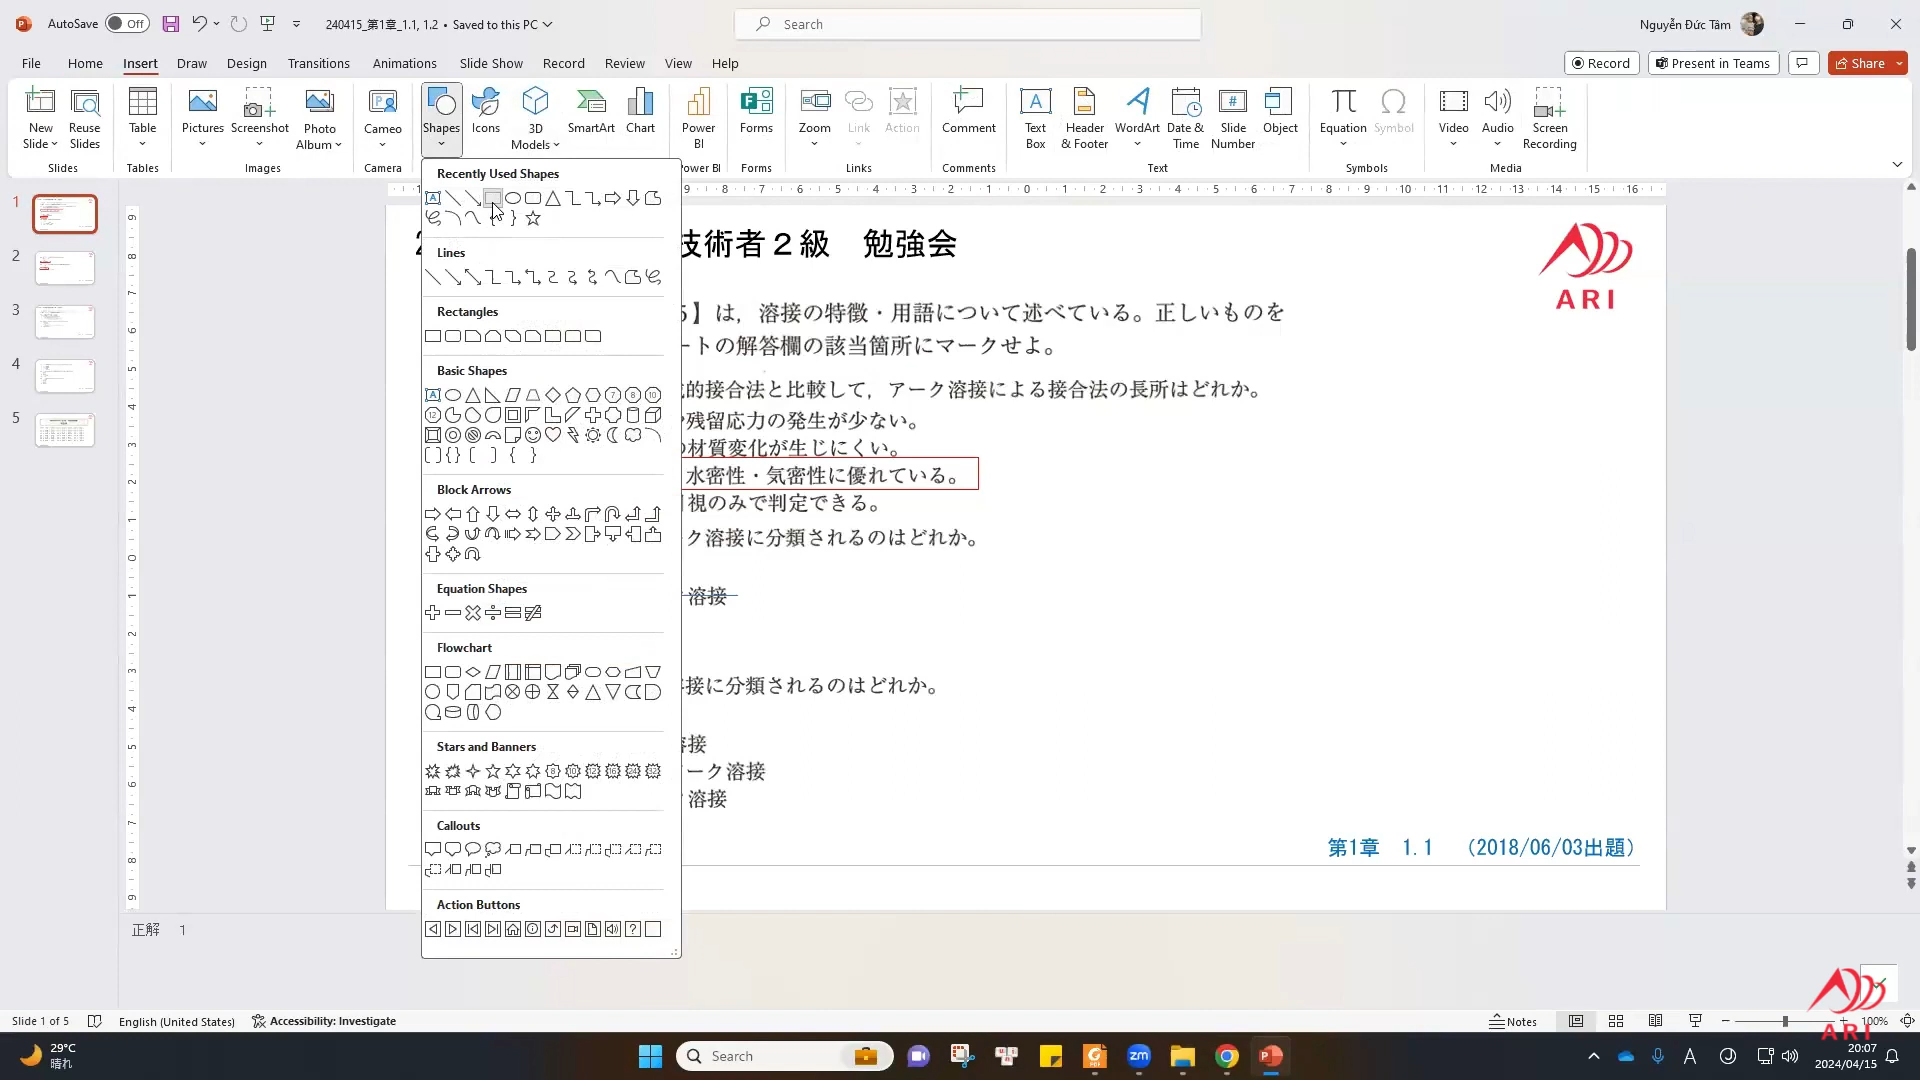 AutoSave Off 240415_第1章_1.1, 1.2 • Saved to this PC Search Nguyễn Đức Tâm
File Home Insert Draw Design Transitions Animations Slide Show Record Review View Help Record Present in Teams Share
New Slide Reuse Slides Table Pictures Screenshot Photo Album Cameo Shapes Icons 3D Models SmartArt Chart Power BI Forms Zoom Link Action Comment Text Box Header & Footer WordArt Date & Time Slide Number Object Equation Symbol Video Audio Screen Recording
Slides Tables Images Camera Power BI Forms Links Comments Text Symbols Media
Recently Used Shapes
Lines
Rectangles
Basic Shapes
Block Arrows
Equation Shapes
Flowchart
Stars and Banners
Callouts
Action Buttons
1
2
3
4
5
技術者2級 勉強会
ARI
5】は，溶接の特徴・用語について述べている。正しいものを
ートの解答欄の該当箇所にマークせよ。
的接合法と比較して，アーク溶接による接合法の長所はどれか。
残留応力の発生が少ない。
の材質変化が生じにくい。
水密性・気密性に優れている。
視のみで判定できる。
ク溶接に分類されるのはどれか。
溶接
接に分類されるのはどれか。
溶接
ーク溶接
溶接
第1章 1.1 （2018/06/03出題）
正解 1
ARI
Slide 1 of 5 English (United States) Accessibility: Investigate Notes 100%
29°C
晴れ
Search
20:07
2024/04/15